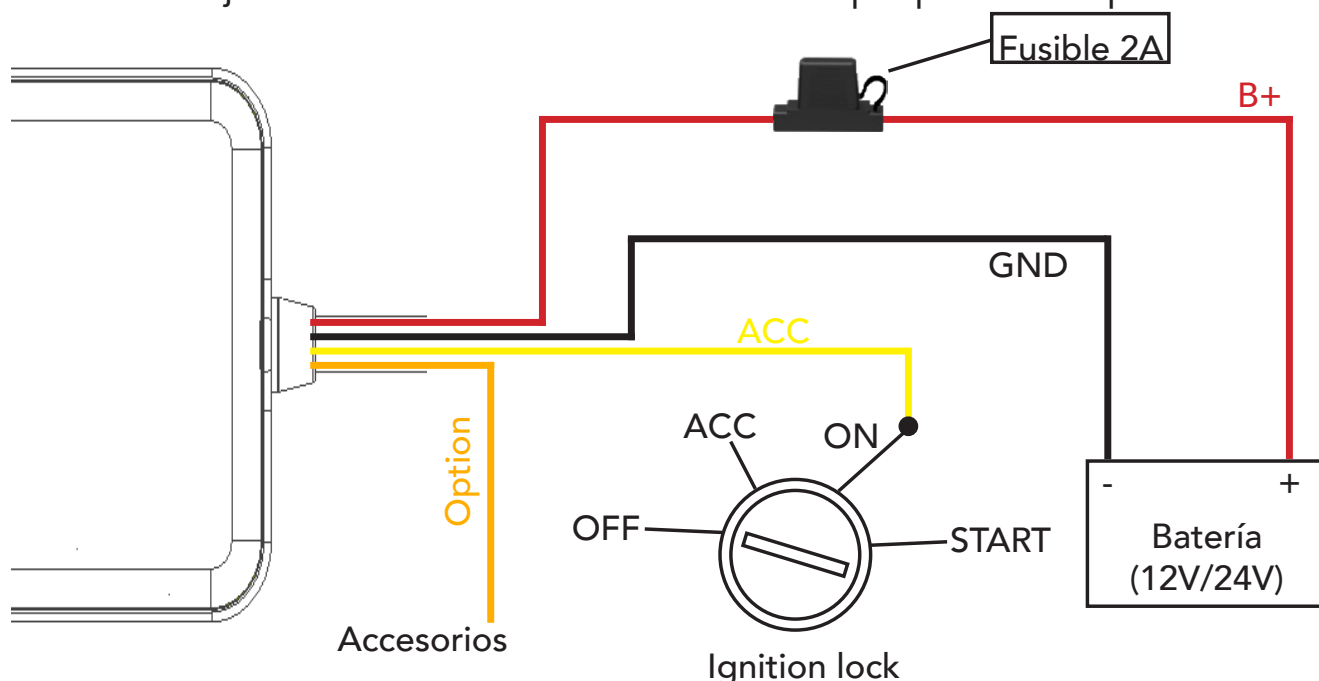 Fusible 2A
B+
GND
ACC
ACC
ON
OFF
START
Option
- +
Batería
(12V/24V)
Accesorios
Ignition lock